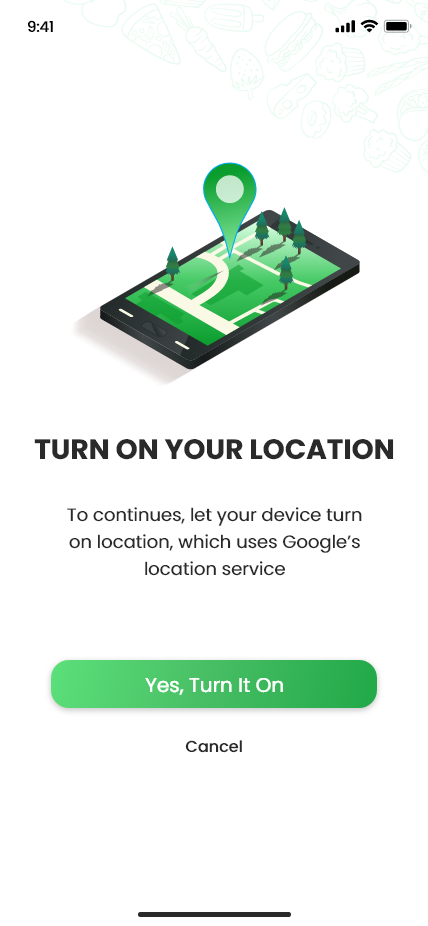 9:41
TURN ON YOUR LOCATION
To continues, let your device turn
on location, which uses Google’s
location service
Yes, Turn It On
Cancel